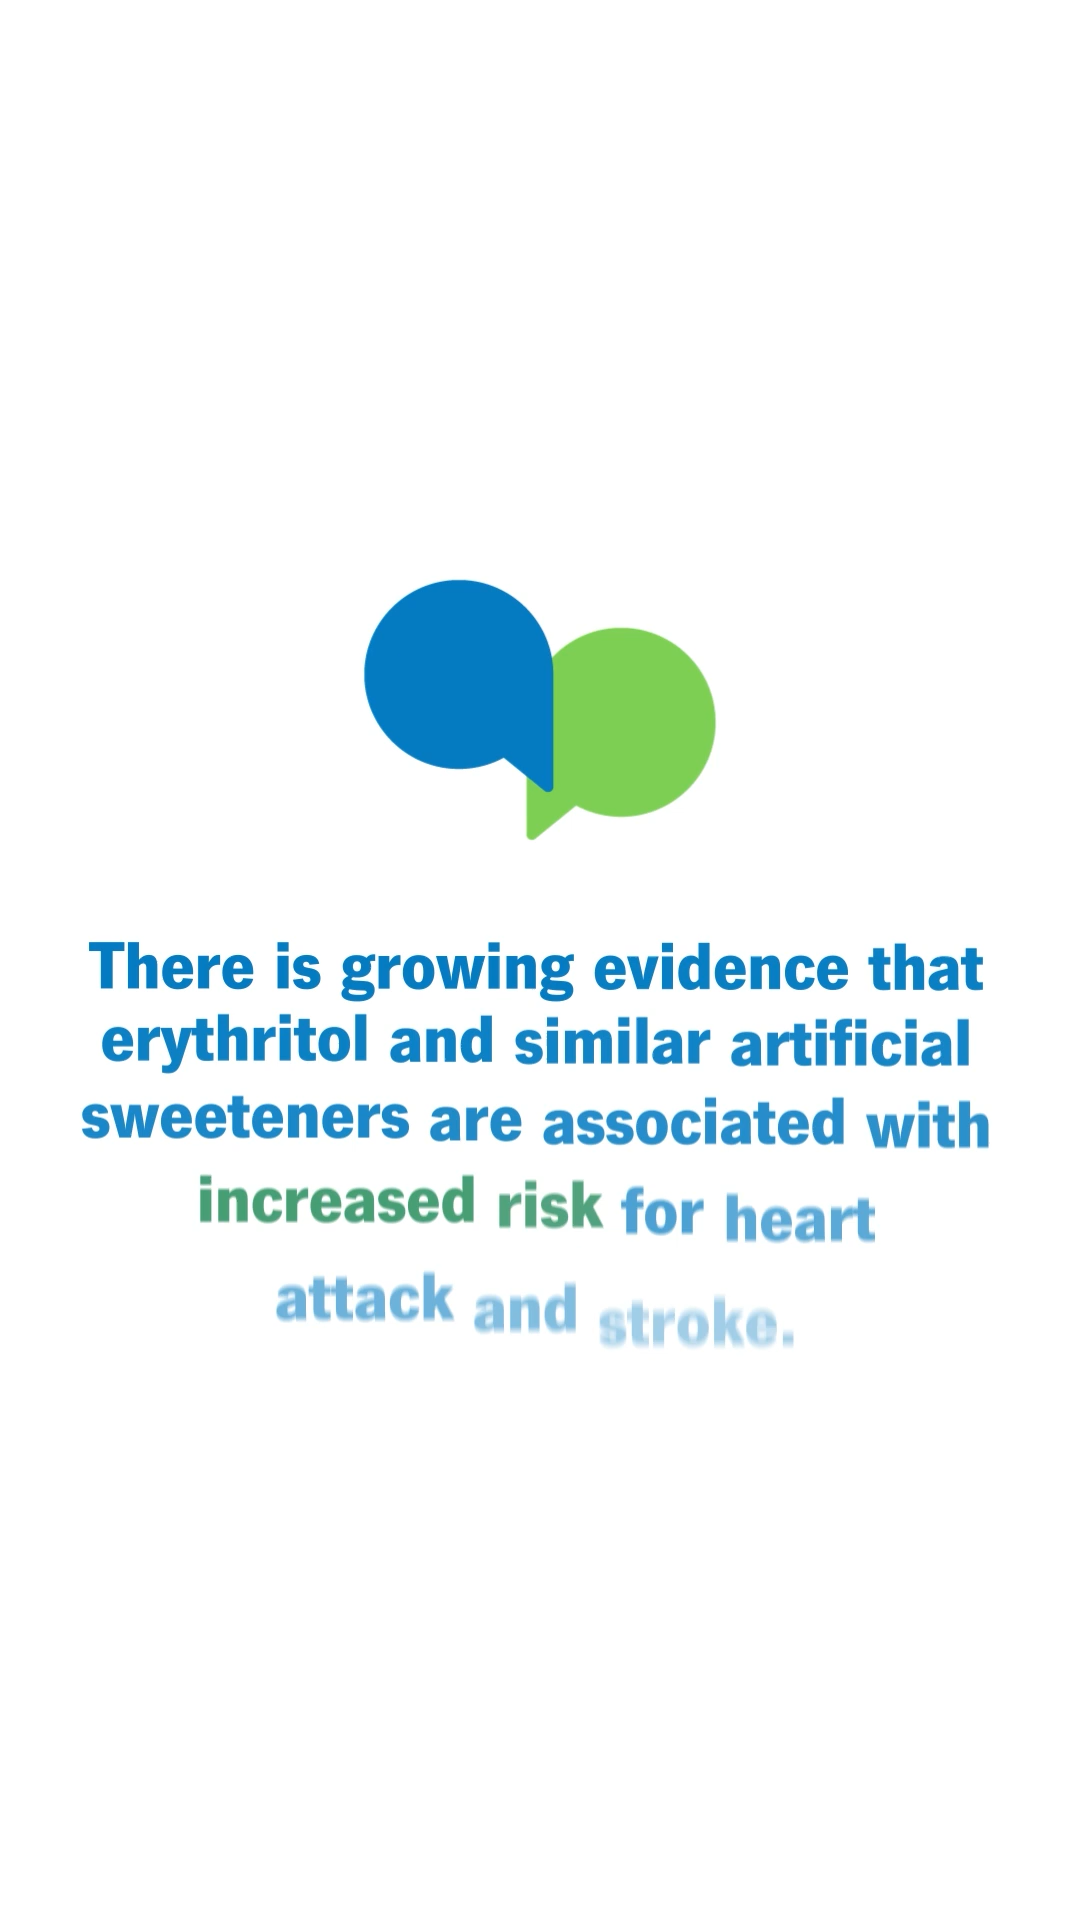 There is growing evidence that
erythritol and similar artificial
sweeteners are associated with
increased risk for heart
attack and stroke.